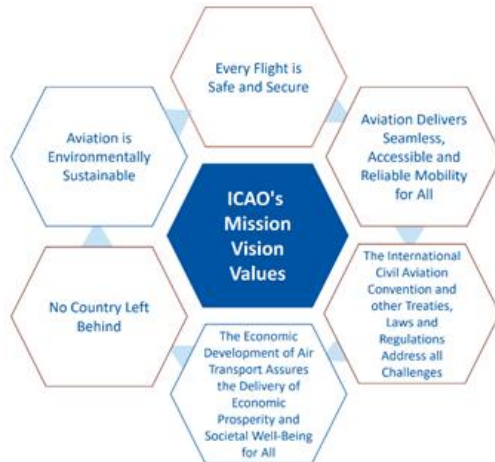 Every Flight is
Safe and Secure
Aviation Delivers
Seamless,
Accessible and
Reliable Mobility
for All
The International
Civil Aviation
Convention and
other Treaties,
Laws and
Regulations
Address all
Challenges
The Economic
Development of Air
Transport Assures
the Delivery of
Economic
Prosperity and
Societal Well-Being
for All
No Country Left
Behind
Aviation is
Environmentally
Sustainable
ICAO's
Mission
Vision
Values